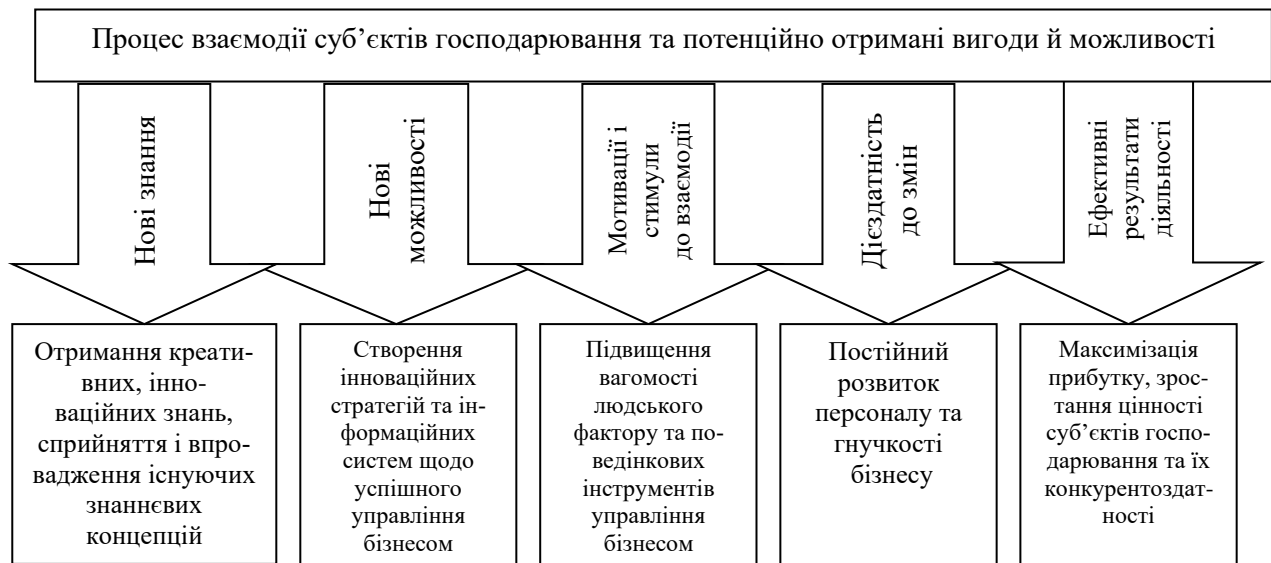 Процес взаємодії суб’єктів господарювання та потенційно отримані вигоди й можливості
Нові знання
Нові
можливості
Мотивації і
стимули
до взаємодії
Дієздатність
до змін
Ефективні
результати
діяльності
Отримання креати-
вних, інно-
ваційних знань,
сприйняття і впро-
вадження існуючих
знаннєвих
концепцій
Створення
інноваційних
стратегій та ін-
формаційних
систем щодо
успішного
управління
бізнесом
Підвищення
вагомості
людського
фактору та по-
ведінкових
інструментів
управління
бізнесом
Постійний
розвиток
персоналу та
гнучкості
бізнесу
Максимізація
прибутку, зрос-
тання цінності
суб’єктів госпо-
дарювання та їх
конкурентоздат-
ності